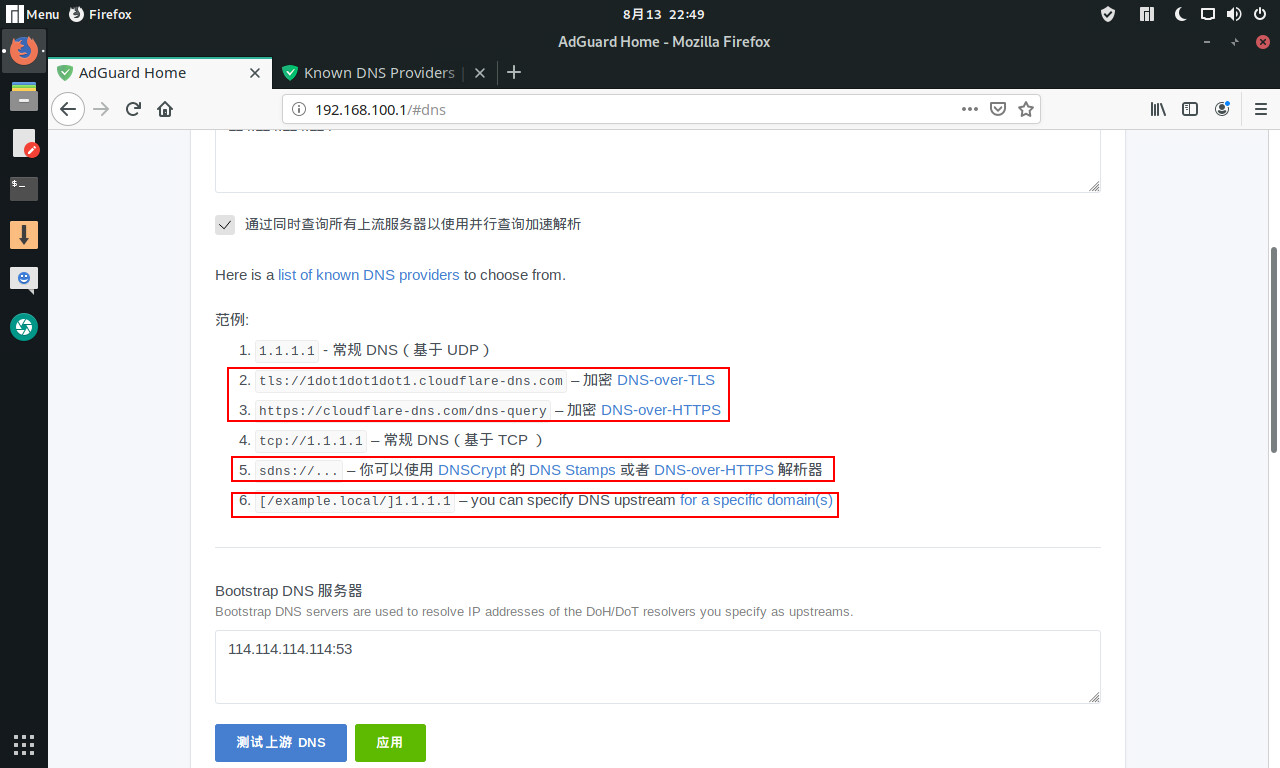 Menu Firefox 8月13 22:49
AdGuard Home - Mozilla Firefox
AdGuard Home Known DNS Providers
192.168.100.1/#dns
通过同时查询所有上流服务器以使用并行查询加速解析
Here is a list of known DNS providers to choose from.
范例:
1. 1.1.1.1 - 常规 DNS（基于 UDP）
2. tls://1dot1dot1dot1.cloudflare-dns.com – 加密 DNS-over-TLS
3. https://cloudflare-dns.com/dns-query – 加密 DNS-over-HTTPS
4. tcp://1.1.1.1 – 常规 DNS（基于 TCP ）
5. sdns://... – 你可以使用 DNSCrypt 的 DNS Stamps 或者 DNS-over-HTTPS 解析器
6. [/example.local/]1.1.1.1 – you can specify DNS upstream for a specific domain(s)
Bootstrap DNS 服务器
Bootstrap DNS servers are used to resolve IP addresses of the DoH/DoT resolvers you specify as upstreams.
114.114.114.114:53
测试上游 DNS 应用